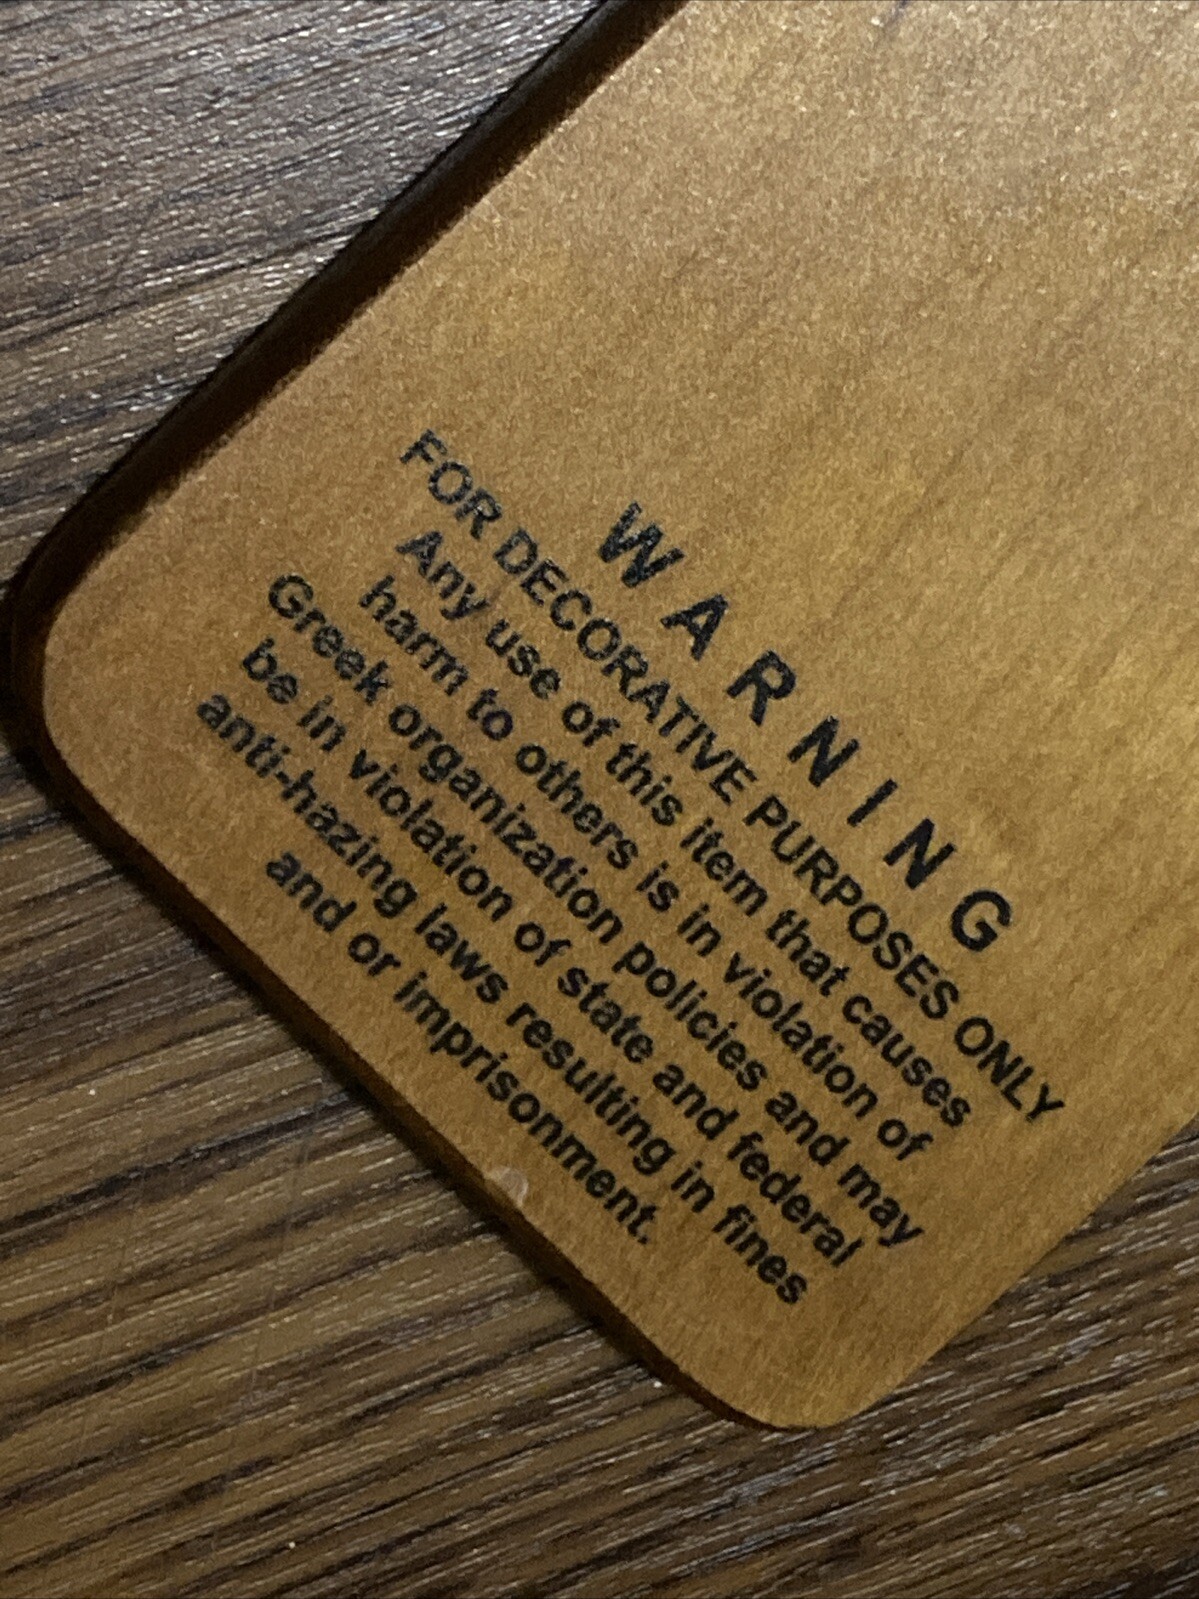 W A R N I N G
FOR DECORATIVE PURPOSES ONLY
Any use of this item that causes
harm to others is in violation of
Greek organization policies and may
be in violation of state and federal
anti-hazing laws resulting in fines
and or imprisonment.